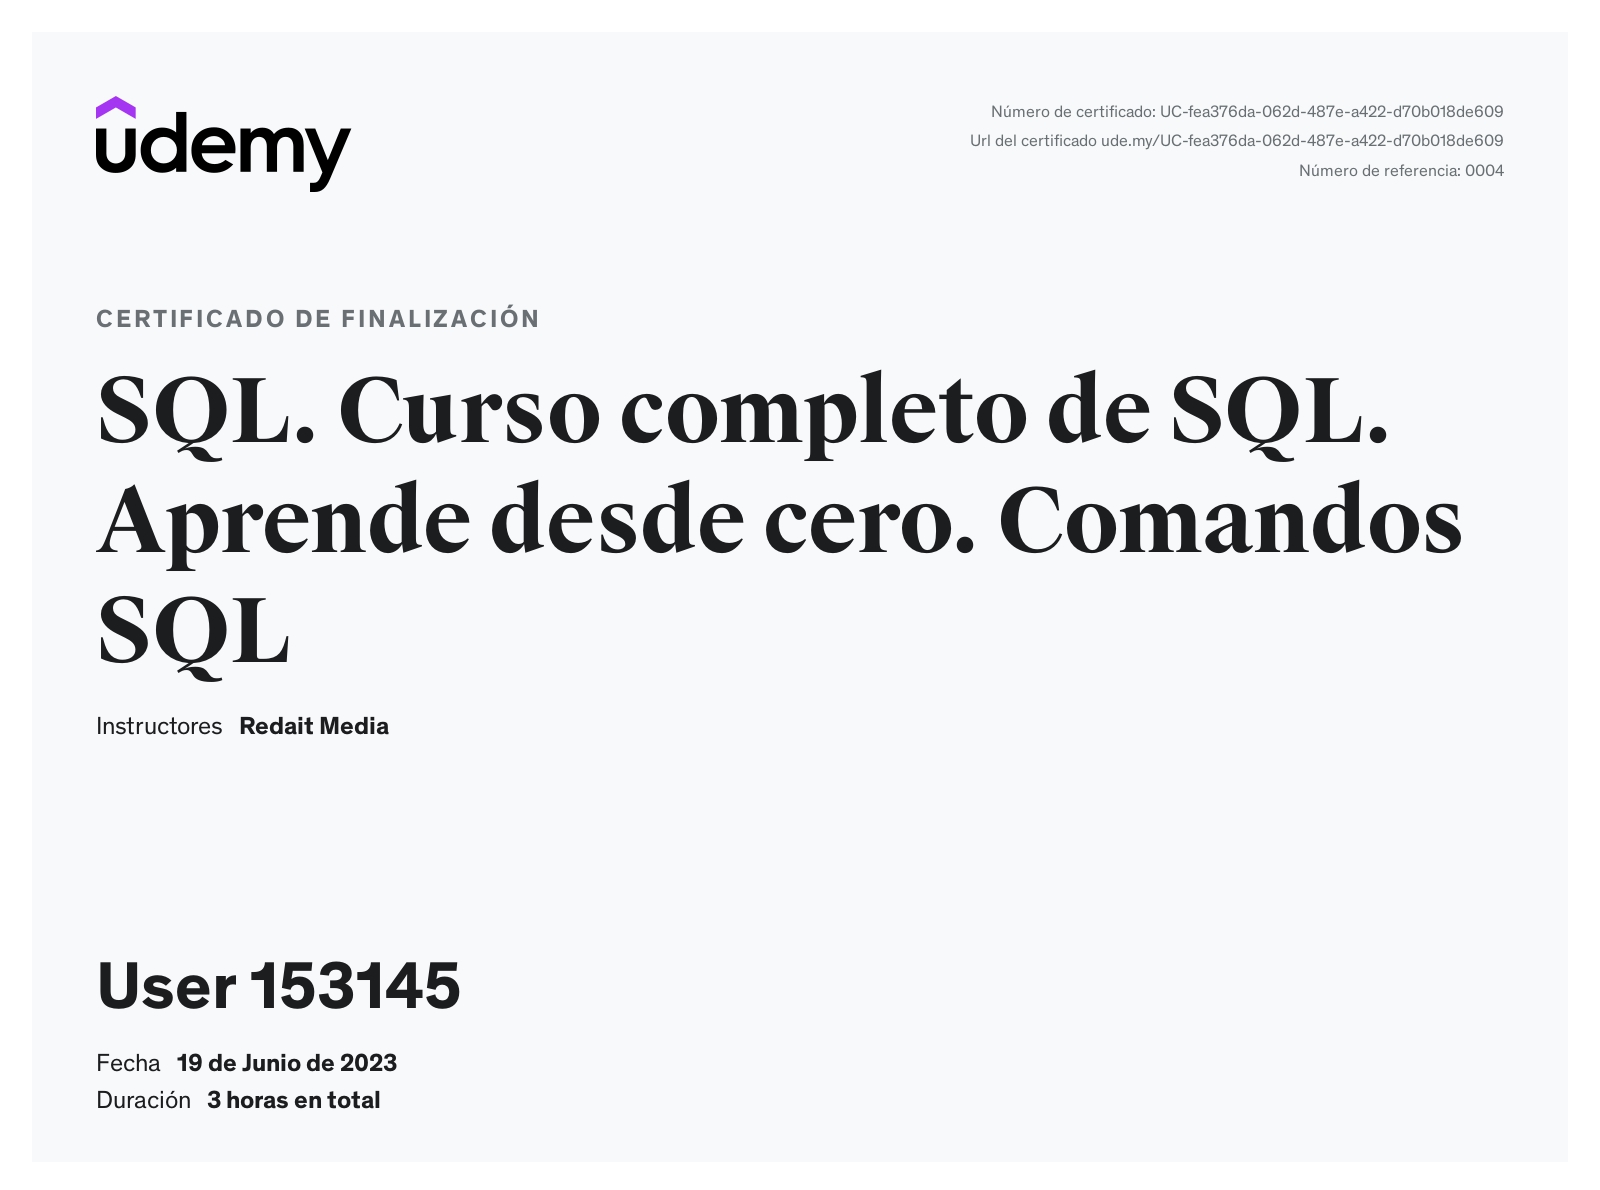 udemy
Número de certificado: UC-fea376da-062d-487e-a422-d70b018de609
Url del certificado ude.my/UC-fea376da-062d-487e-a422-d70b018de609
Número de referencia: 0004
CERTIFICADO DE FINALIZACIÓN
SQL. Curso completo de SQL.
Aprende desde cero. Comandos
SQL
Instructores Redait Media
User 153145
Fecha 19 de Junio de 2023
Duración 3 horas en total